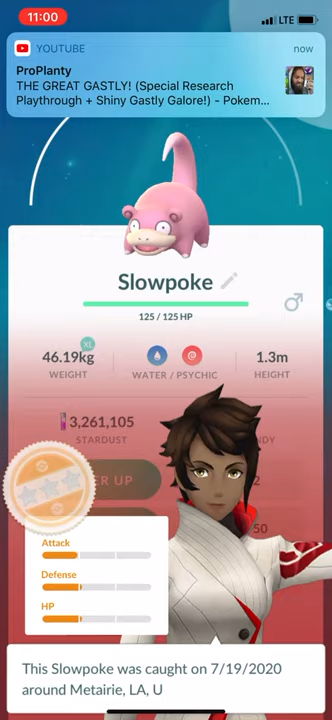 11:00
LTE
YOUTUBE
now
ProPlanty
THE GREAT GASTLY! (Special Research
Playthrough + Shiny Gastly Galore!) - Pokem...
Slowpoke
125 / 125 HP
XL
46.19kg
1.3m
WEIGHT
WATER / PSYCHIC
HEIGHT
3,261,105
STARDUST
NDY
ER UP
2
50
Attack
Defense
HP
This Slowpoke was caught on 7/19/2020
around Metairie, LA, U